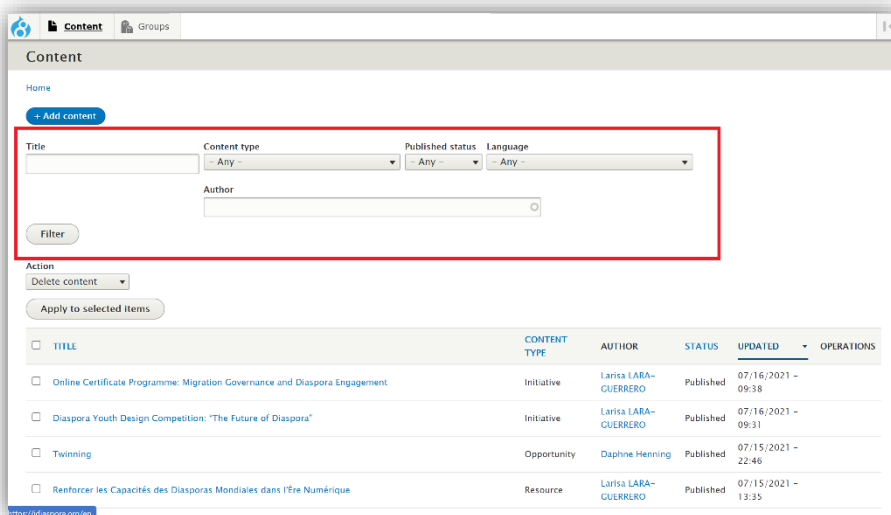 Content Groups
Content
Home
+ Add content
Title Content type Published status Language
- Any - - Any - - Any -
Author
Filter
Action
Delete content
Apply to selected items
TITLE CONTENT TYPE AUTHOR STATUS UPDATED OPERATIONS
Online Certificate Programme: Migration Governance and Diaspora Engagement Initiative Larisa LARA-GUERRERO Published 07/16/2021 - 09:38
Diaspora Youth Design Competition: "The Future of Diaspora" Initiative Larisa LARA-GUERRERO Published 07/16/2021 - 09:31
Twinning Opportunity Daphne Henning Published 07/15/2021 - 22:46
Renforcer les Capacités des Diasporas Mondiales dans l'Ère Numérique Resource Larisa LARA-GUERRERO Published 07/15/2021 - 13:35
https://idiaspora.org/en